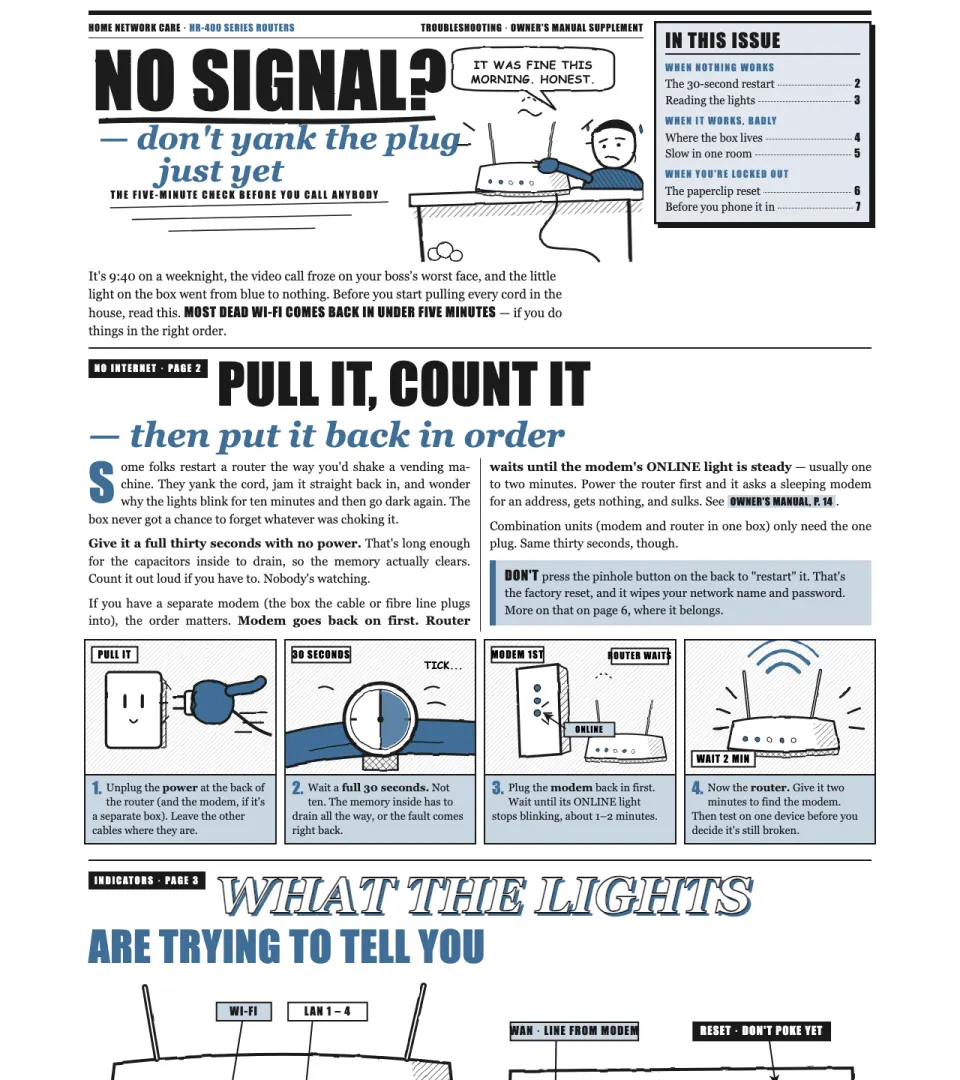 HOME NETWORK CARE · HR-400 SERIES ROUTERS
TROUBLESHOOTING · OWNER'S MANUAL SUPPLEMENT
NO SIGNAL?
— don't yank the plug
just yet
THE FIVE-MINUTE CHECK BEFORE YOU CALL ANYBODY
IT WAS FINE THIS
MORNING. HONEST.
IN THIS ISSUE
WHEN NOTHING WORKS
The 30-second restart 2
Reading the lights 3
WHEN IT WORKS, BADLY
Where the box lives 4
Slow in one room 5
WHEN YOU'RE LOCKED OUT
The paperclip reset 6
Before you phone it in 7
It's 9:40 on a weeknight, the video call froze on your boss's worst face, and the little
light on the box went from blue to nothing. Before you start pulling every cord in the
house, read this. MOST DEAD WI-FI COMES BACK IN UNDER FIVE MINUTES — if you do
things in the right order.
NO INTERNET · PAGE 2
PULL IT, COUNT IT
— then put it back in order
Some folks restart a router the way you'd shake a vending ma-
chine. They yank the cord, jam it straight back in, and wonder
why the lights blink for ten minutes and then go dark again. The
box never got a chance to forget whatever was choking it.
Give it a full thirty seconds with no power. That's long enough
for the capacitors inside to drain, so the memory actually clears.
Count it out loud if you have to. Nobody's watching.
If you have a separate modem (the box the cable or fibre line plugs
into), the order matters. Modem goes back on first. Router
waits until the modem's ONLINE light is steady — usually one
to two minutes. Power the router first and it asks a sleeping modem
for an address, gets nothing, and sulks. See OWNER'S MANUAL, P. 14.
Combination units (modem and router in one box) only need the one
plug. Same thirty seconds, though.
DON'T press the pinhole button on the back to "restart" it. That's
the factory reset, and it wipes your network name and password.
More on that on page 6, where it belongs.
PULL IT
1. Unplug the power at the back of
the router (and the modem, if it's
a separate box). Leave the other
cables where they are.
30 SECONDS
TICK...
2. Wait a full 30 seconds. Not
ten. The memory inside has to
drain all the way, or the fault comes
right back.
MODEM 1ST
ROUTER WAITS
ONLINE
3. Plug the modem back in first.
Wait until its ONLINE light
stops blinking, about 1–2 minutes.
WAIT 2 MIN
4. Now the router. Give it two
minutes to find the modem.
Then test on one device before you
decide it's still broken.
INDICATORS · PAGE 3
WHAT THE LIGHTS
ARE TRYING TO TELL YOU
WI-FI
LAN 1 – 4
WAN · LINE FROM MODEM
RESET · DON'T POKE YET